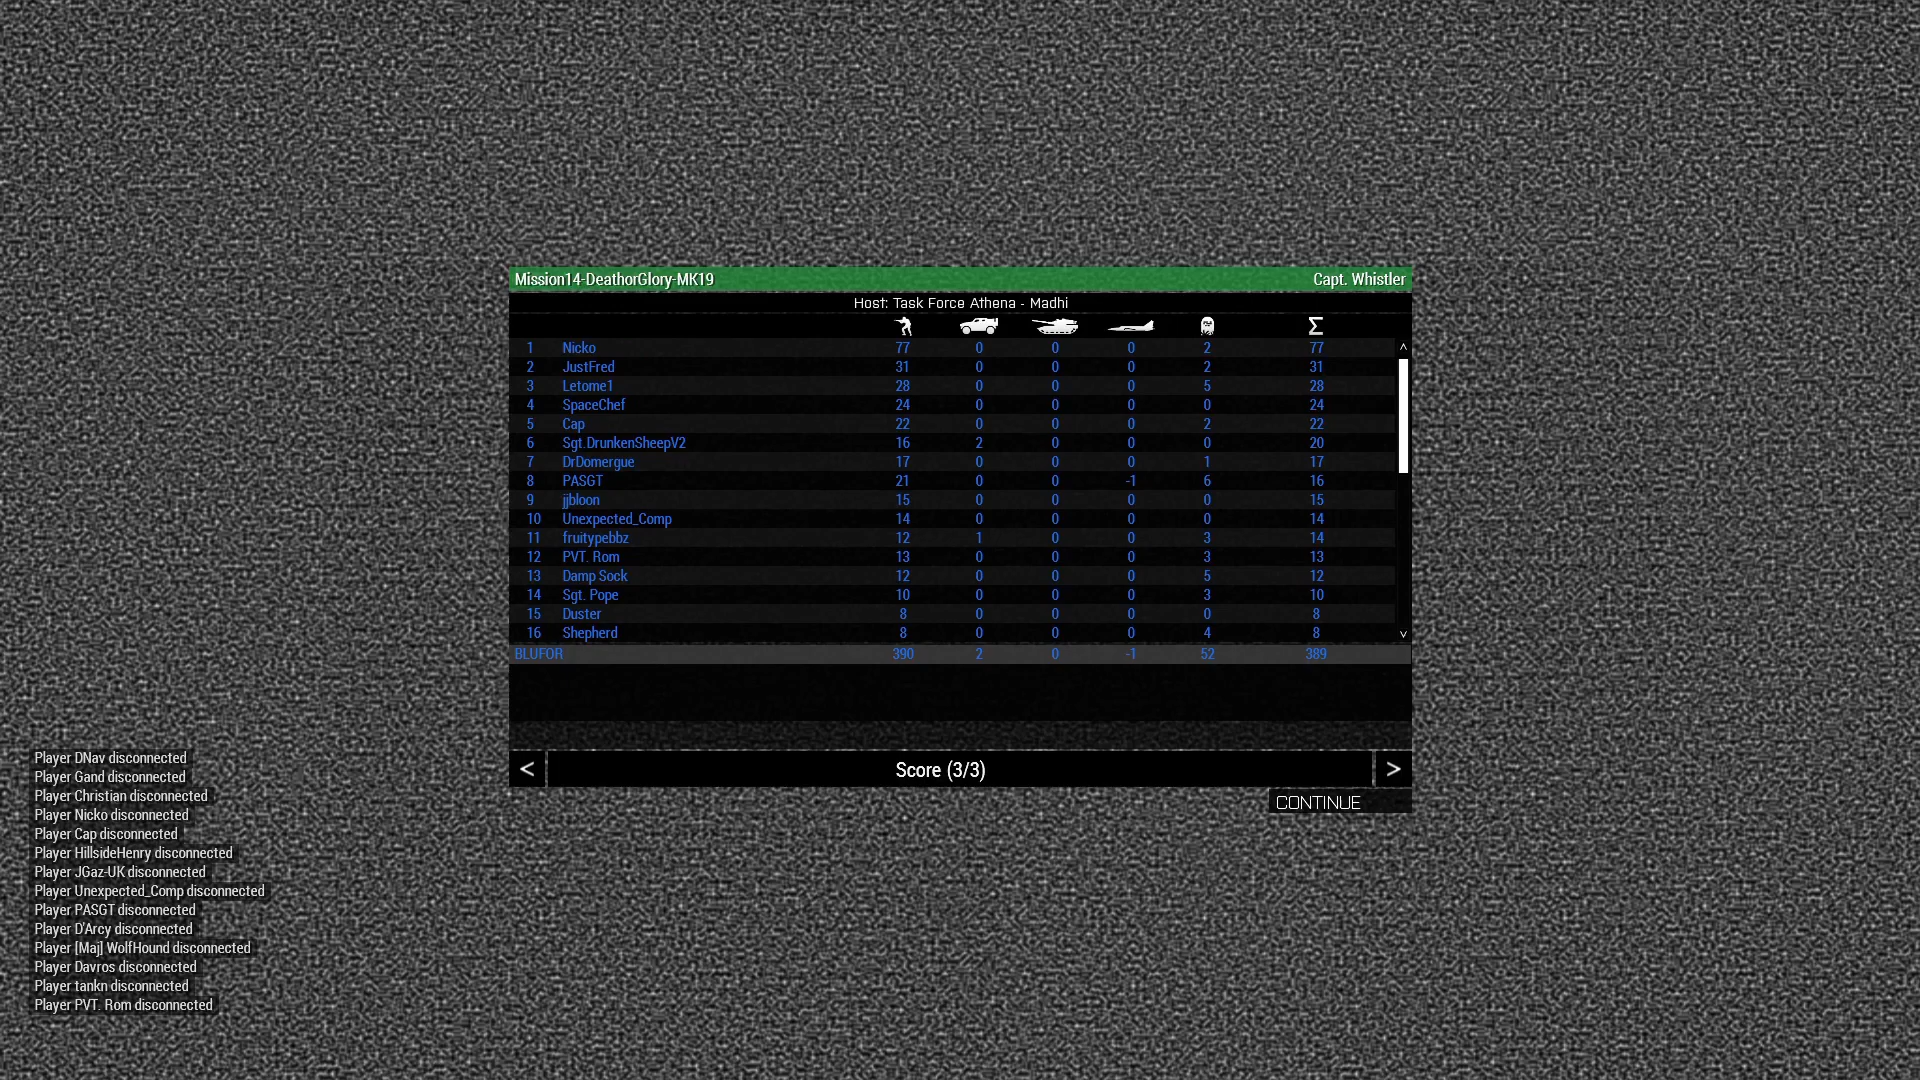 Mission14-DeathorGlory-MK19 Capt. Whistler
Host: Task Force Athena - Madhi
Σ
1 Nicko 77 0 0 0 2 77
2 JustFred 31 0 0 0 2 31
3 Letome1 28 0 0 0 5 28
4 SpaceChef 24 0 0 0 0 24
5 Cap 22 0 0 0 2 22
6 Sgt.DrunkenSheepV2 16 2 0 0 0 20
7 DrDomergue 17 0 0 0 1 17
8 PASGT 21 0 0 -1 6 16
9 jjbloon 15 0 0 0 0 15
10 Unexpected_Comp 14 0 0 0 0 14
11 fruitypebbz 12 1 0 0 3 14
12 PVT. Rom 13 0 0 0 3 13
13 Damp Sock 12 0 0 0 5 12
14 Sgt. Pope 10 0 0 0 3 10
15 Duster 8 0 0 0 0 8
16 Shepherd 8 0 0 0 4 8
BLUFOR 390 2 0 -1 52 389
< Score (3/3) >
CONTINUE
Player DNav disconnected
Player Gand disconnected
Player Christian disconnected
Player Nicko disconnected
Player Cap disconnected
Player HillsideHenry disconnected
Player JGaz-UK disconnected
Player Unexpected_Comp disconnected
Player PASGT disconnected
Player D'Arcy disconnected
Player [Maj] WolfHound disconnected
Player Davros disconnected
Player tankn disconnected
Player PVT. Rom disconnected